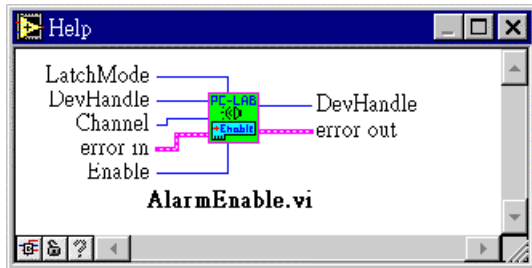 Help
LatchMode
DevHandle
Channel
error in
Enable
PC-LAB
Enable
DevHandle
error out
AlarmEnable.vi
?